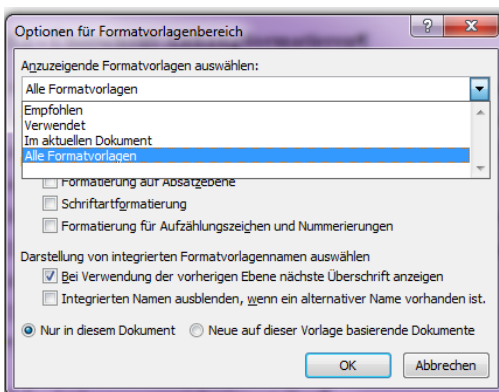 Optionen für Formatvorlagenbereich
Anzuzeigende Formatvorlagen auswählen:
Alle Formatvorlagen
Empfohlen
Verwendet
Im aktuellen Dokument
Alle Formatvorlagen
Formatierung auf Absatzebene
Schriftartformatierung
Formatierung für Aufzählungszeichen und Nummerierungen
Darstellung von integrierten Formatvorlagennamen auswählen
Bei Verwendung der vorherigen Ebene nächste Überschrift anzeigen
Integrierten Namen ausblenden, wenn ein alternativer Name vorhanden ist.
Nur in diesem Dokument Neue auf dieser Vorlage basierende Dokumente
OK Abbrechen